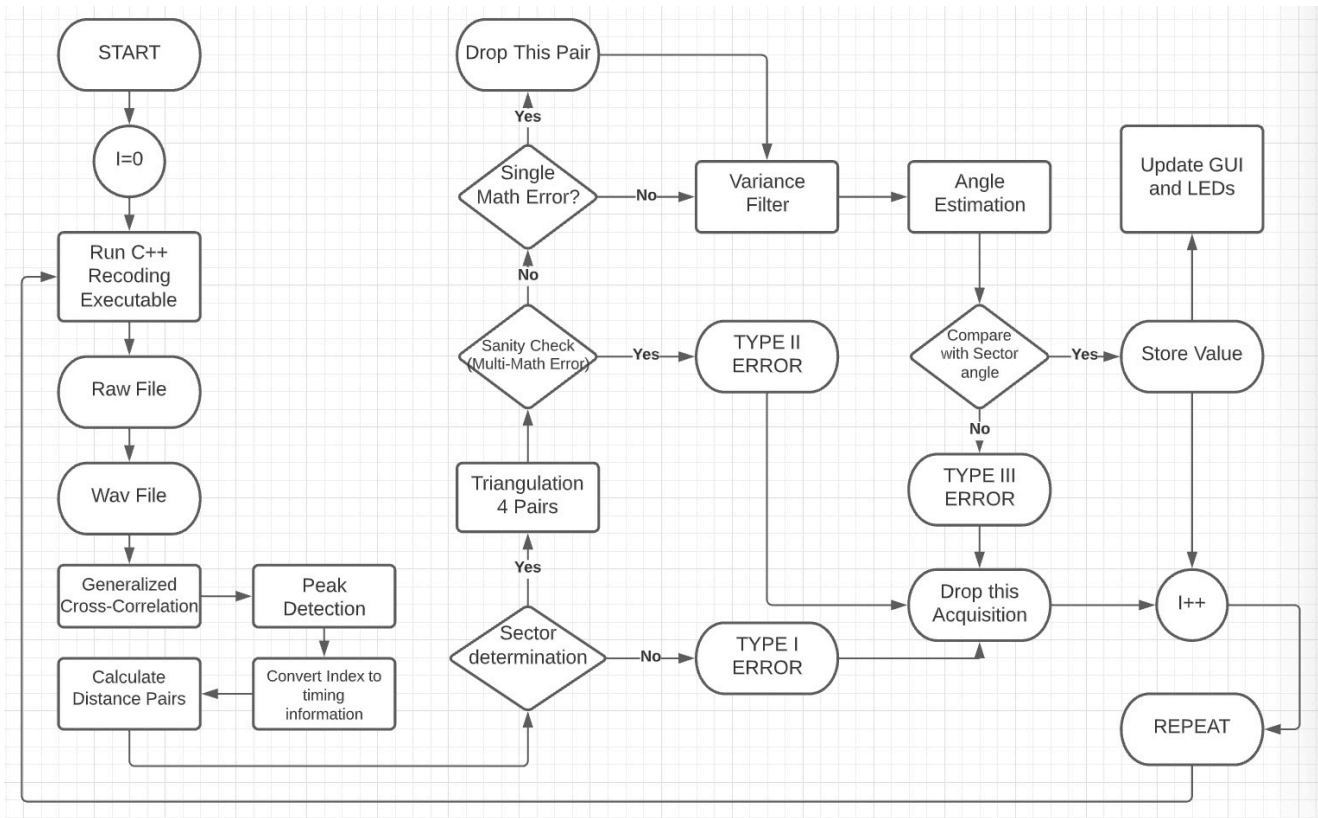 START
I=0
Run C++
Recoding
Executable
Raw File
Wav File
Generalized
Cross-Correlation
Peak
Detection
Convert Index to
timing
information
Calculate
Distance Pairs
Sector
determination
No
TYPE I
ERROR
Yes
Triangulation
4 Pairs
Sanity Check
(Multi-Math Error)
Yes
TYPE II
ERROR
No
Single
Math Error?
Yes
Drop This Pair
No
Variance
Filter
Angle
Estimation
Compare
with Sector
angle
Yes
Store Value
Update GUI
and LEDs
No
TYPE III
ERROR
Drop this
Acquisition
I++
REPEAT